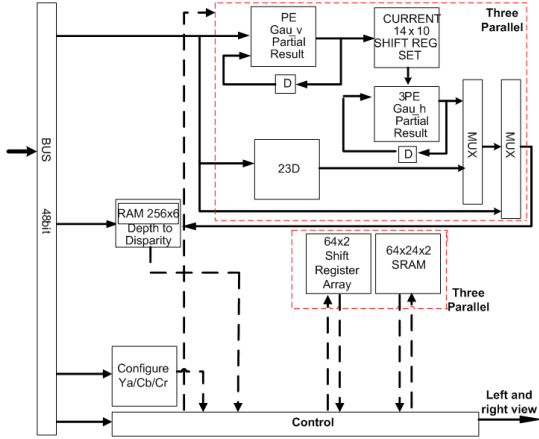 PE
Gau_v
Partial
Result
CURRENT
14 x 10
SHIFT REG
SET
Three
Parallel
D
3PE
Gau_h
Partial
Result
D
23D
MUX
MUX
BUS
48bit
RAM 256x6
Depth to
Disparity
64x2
Shift
Register
Array
64x24x2
SRAM
Three
Parallel
Configure
Ya/Cb/Cr
Control
Left and
right view